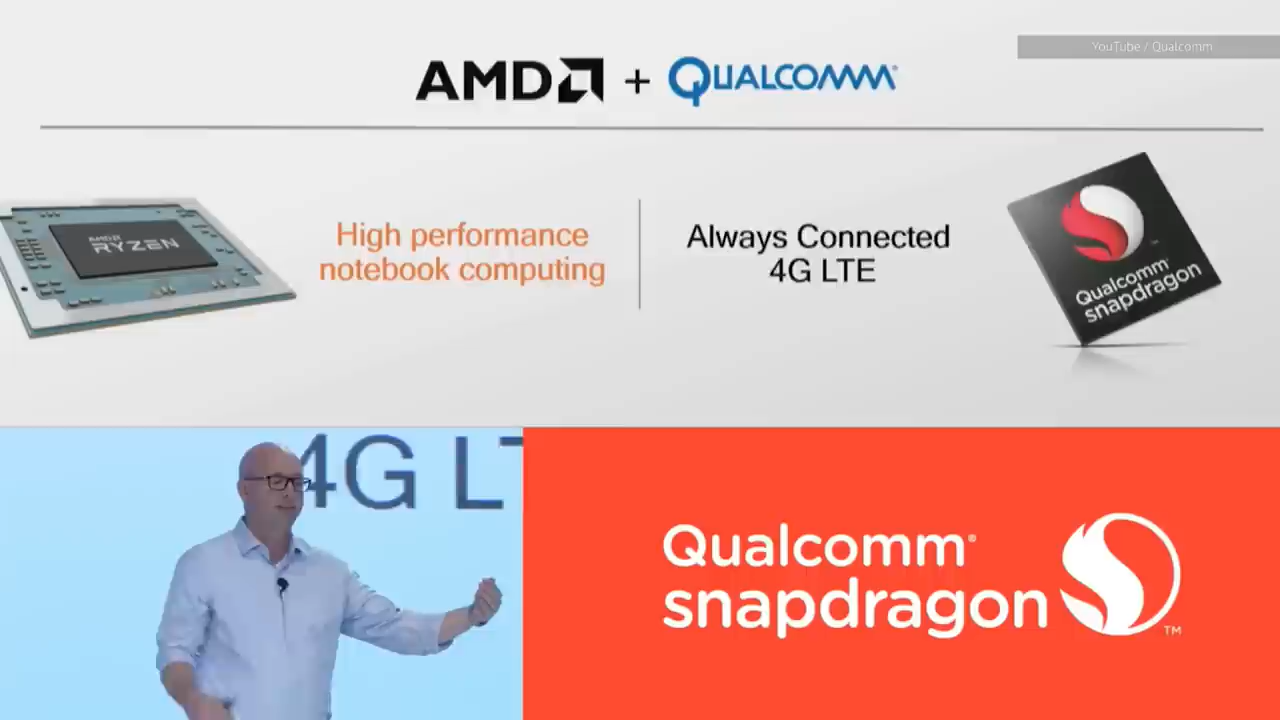 YouTube / Qualcomm
AMD + QUALCOMM®
AMD
RYZEN
High performance
notebook computing
Always Connected
4G LTE
Qualcomm
snapdragon
4G LT
Qualcomm®
snapdragon
TM